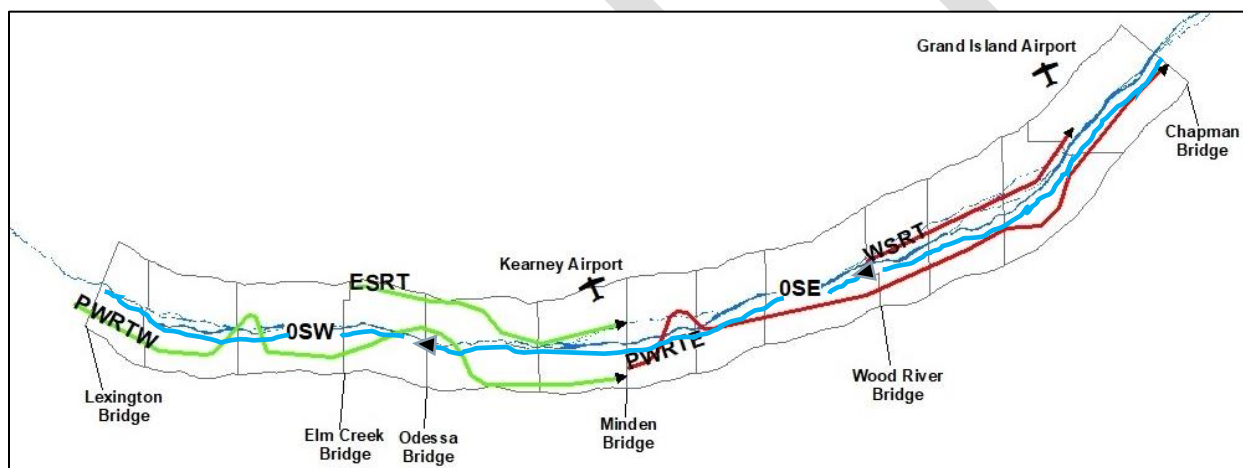 Grand Island Airport
Chapman
Bridge
WSRT
Kearney Airport
ESRT
0SE
PWRTW
0SW
PWRTE
Wood River
Bridge
Lexington
Bridge
Elm Creek
Bridge
Odessa
Bridge
Minden
Bridge